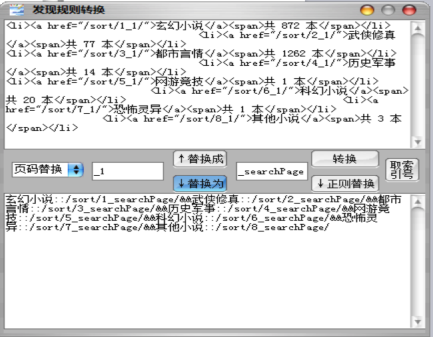 发现规则转换
<li><a href="/sort/1_1/">玄幻小说</a><span>共 872 本</span></li>
<li><a href="/sort/2_1/">武侠修真
</a><span>共 77 本</span></li>
<li><a href="/sort/3_1/">都市言情</a><span>共 1262 本</span></li>
<li><a href="/sort/4_1/">历史军事
</a><span>共 14 本</span></li>
<li><a href="/sort/5_1/">网游竞技</a><span>共 1 本</span></li>
<li><a href="/sort/6_1/">科幻小说</a><span>
共 20 本</span></li> <li><a
href="/sort/7_1/">恐怖灵异</a><span>共 1 本</span></li>
<li><a href="/sort/8_1/">其他小说</a><span>共 3 本
</span></li>
页码替换 _1 ↑替换成 _searchPage 转换 取索引号
↓替换为 ↓正则替换
玄幻小说::/sort/1_searchPage/&&武侠修真::/sort/2_searchPage/&&都市
言情::/sort/3_searchPage/&&历史军事::/sort/4_searchPage/&&网游竞
技::/sort/5_searchPage/&&科幻小说::/sort/6_searchPage/&&恐怖灵
异::/sort/7_searchPage/&&其他小说::/sort/8_searchPage/